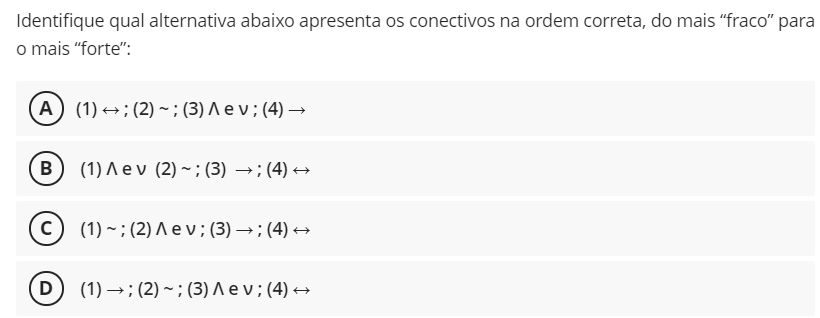 Identifique qual alternativa abaixo apresenta os conectivos na ordem correta, do mais “fraco” para
o mais “forte”:
A (1) ↔ ; (2) ~ ; (3) Λ e ν ; (4) →
B (1) Λ e ν (2) ~ ; (3) → ; (4) ↔
C (1) ~ ; (2) Λ e ν ; (3) → ; (4) ↔
D (1) → ; (2) ~ ; (3) Λ e ν ; (4) ↔